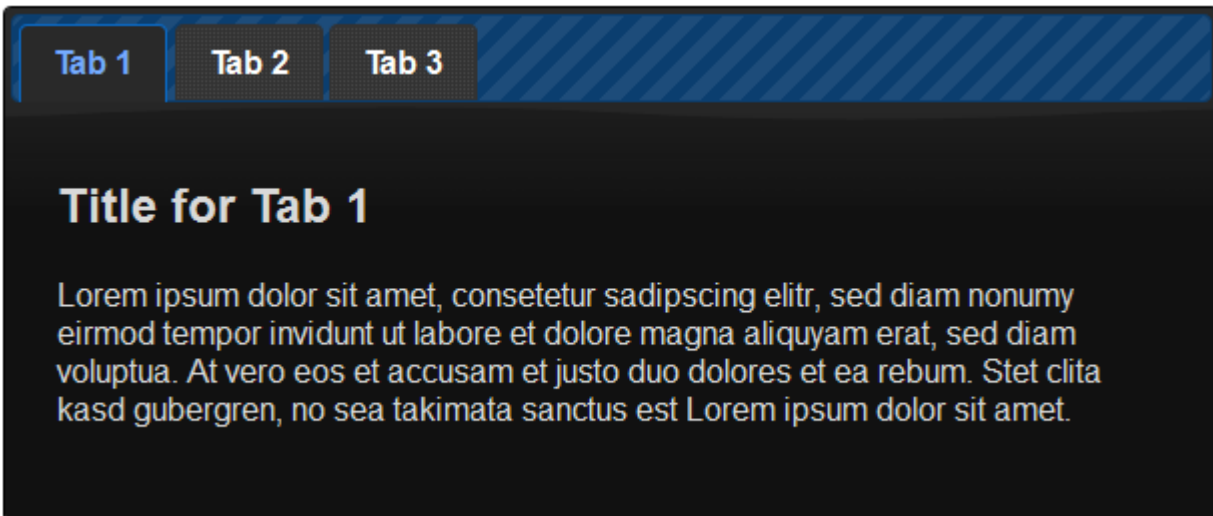 Tab 1 Tab 2 Tab 3
Title for Tab 1
Lorem ipsum dolor sit amet, consetetur sadipscing elitr, sed diam nonumy
eirmod tempor invidunt ut labore et dolore magna aliquyam erat, sed diam
voluptua. At vero eos et accusam et justo duo dolores et ea rebum. Stet clita
kasd gubergren, no sea takimata sanctus est Lorem ipsum dolor sit amet.